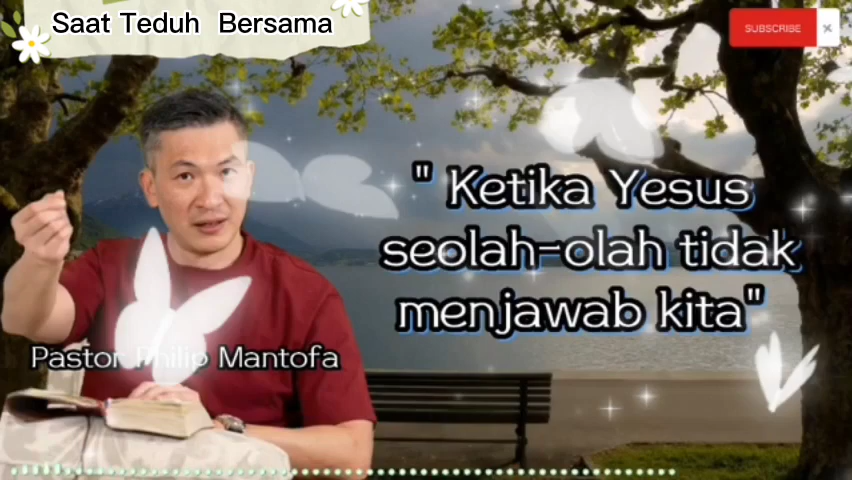 Saat Teduh Bersama
SUBSCRIBE
" Ketika Yesus
seolah-olah tidak
menjawab kita"
Pastor Philip Mantofa